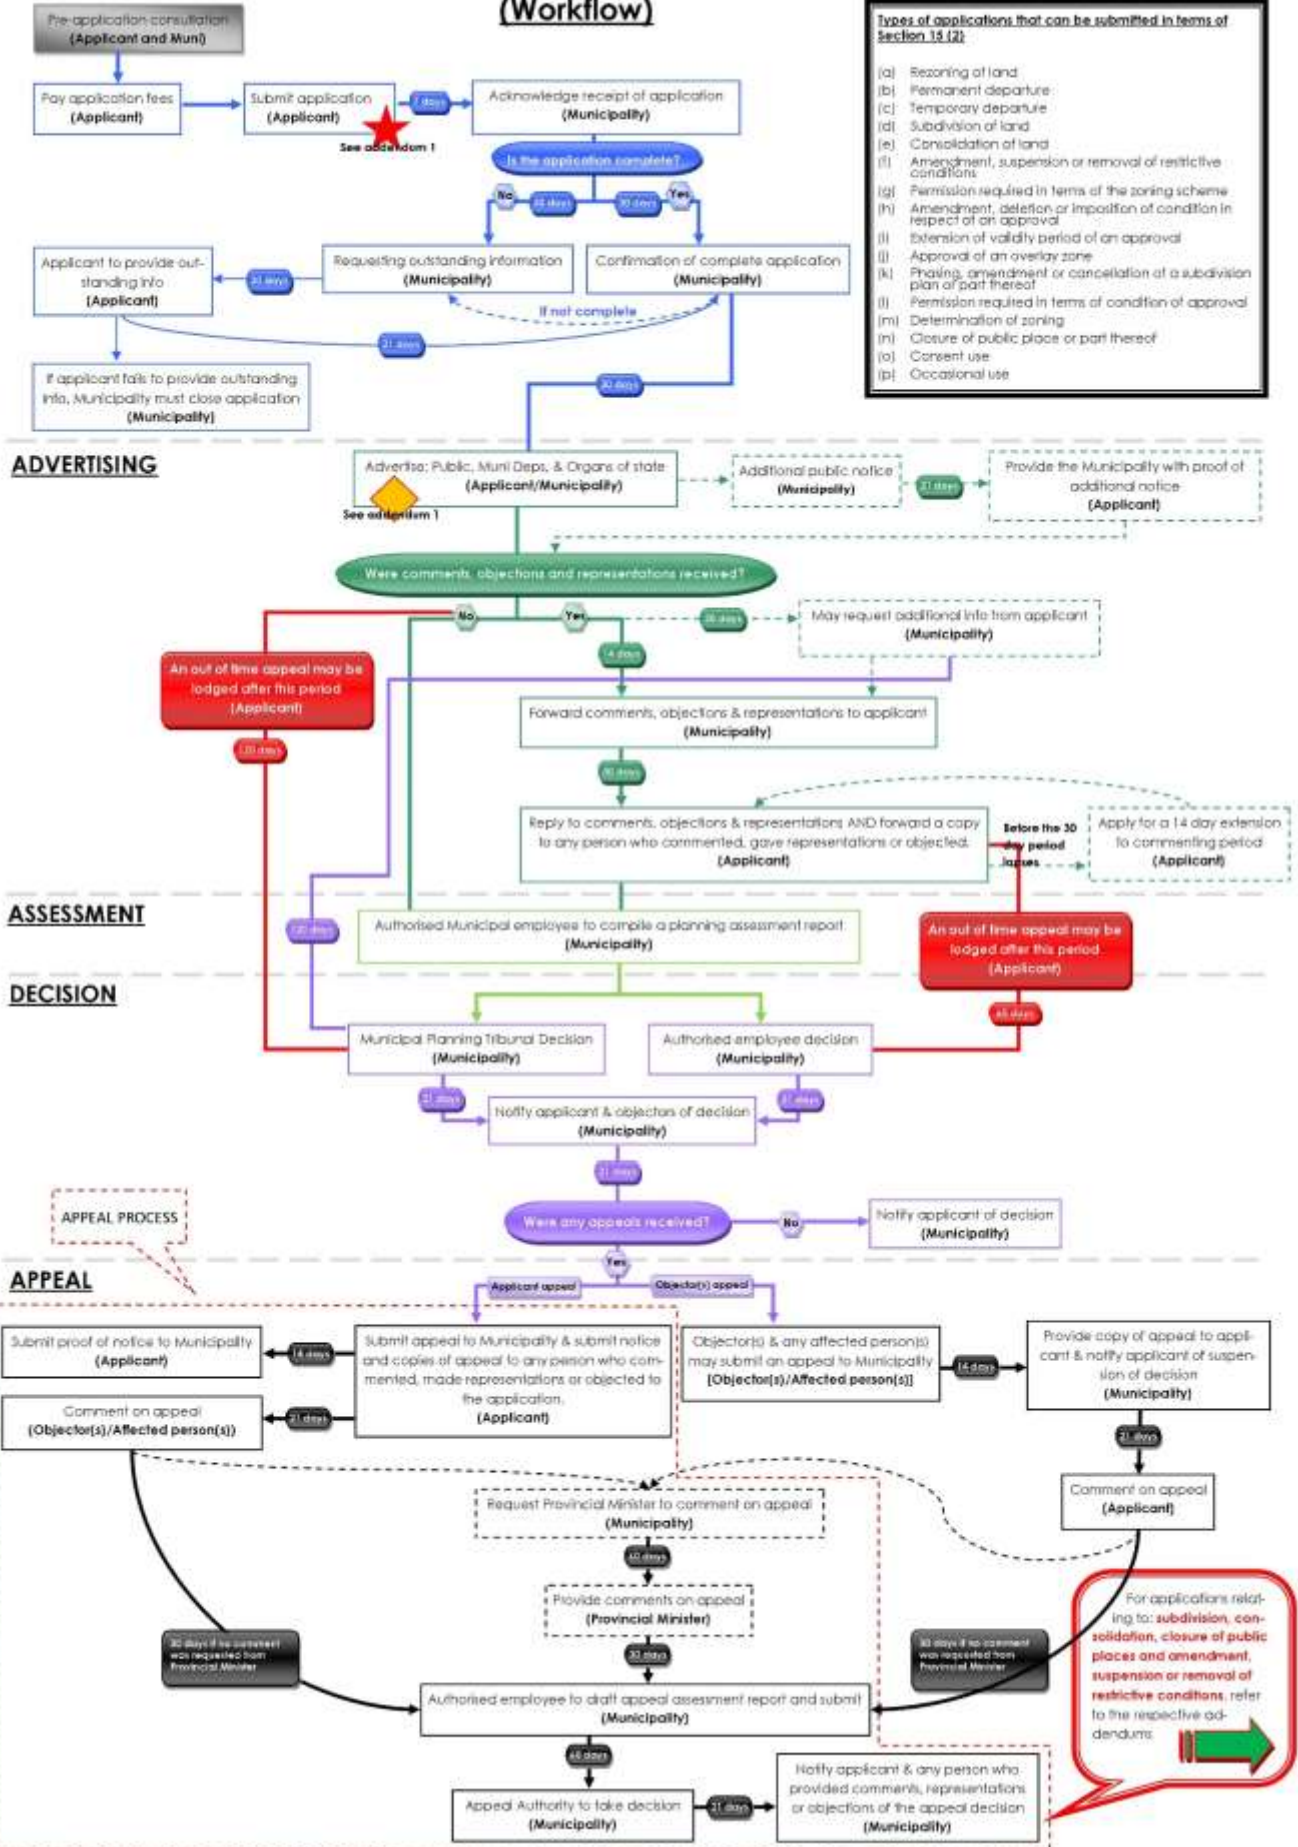 (Workflow)
Pre-application consultation
(Applicant and Muni)
Pay application fees
(Applicant)
Submit application
(Applicant)
See addendum 1
7 days
Acknowledge receipt of application
(Municipality)
Is the application complete?
No
Yes
30 days
Requesting outstanding information
(Municipality)
Confirmation of complete application
(Municipality)
If not complete
Applicant to provide out-
standing info
(Applicant)
30 days
21 days
30 days
If applicant fails to provide outstanding
info, Municipality must close application
(Municipality)
Types of applications that can be submitted in terms of
Section 15 (2)
(a) Rezoning of land
(b) Permanent departure
(c) Temporary departure
(d) Subdivision of land
(e) Consolidation of land
(f) Amendment, suspension or removal of restrictive
conditions
(g) Permission required in terms of the zoning scheme
(h) Amendment, deletion or imposition of condition in
respect of an approval
(i) Extension of validity period of an approval
(j) Approval of an overlay zone
(k) Phasing, amendment or cancellation of a subdivision
plan or part thereof
(l) Permission required in terms of condition of approval
(m) Determination of zoning
(n) Closure of public place or part thereof
(o) Consent use
(p) Occasional use
ADVERTISING
Advertise: Public, Muni Deps, & Organs of state
(Applicant/Municipality)
See addendum 1
Additional public notice
(Municipality)
21 days
Provide the Municipality with proof of
additional notice
(Applicant)
Were comments, objections and representations received?
No
Yes
May request additional info from applicant
(Municipality)
14 days
An out of time appeal may be
lodged after this period
(Applicant)
120 days
Forward comments, objections & representations to applicant
(Municipality)
30 days
Reply to comments, objections & representations AND forward a copy
to any person who commented, gave representations or objected.
(Applicant)
Before the 30
day period
lapses
Apply for a 14 day extension
to commenting period
(Applicant)
ASSESSMENT
120 days
Authorised Municipal employee to compile a planning assessment report
(Municipality)
An out of time appeal may be
lodged after this period
(Applicant)
DECISION
Municipal Planning Tribunal Decision
(Municipality)
Authorised employee decision
(Municipality)
21 days
21 days
Notify applicant & objectors of decision
(Municipality)
21 days
Were any appeals received?
No
Notify applicant of decision
(Municipality)
APPEAL PROCESS
Yes
APPEAL
Applicant appeal
Objector(s) appeal
Submit proof of notice to Municipality
(Applicant)
14 days
Submit appeal to Municipality & submit notice
and copies of appeal to any person who com-
mented, made representations or objected to
the application.
(Applicant)
Objector(s) & any affected person(s)
may submit an appeal to Municipality
[Objector(s)/Affected person(s)]
14 days
Provide copy of appeal to appli-
cant & notify applicant of suspen-
sion of decision
(Municipality)
Comment on appeal
(Objector(s)/Affected person(s))
21 days
21 days
Comment on appeal
(Applicant)
Request Provincial Minister to comment on appeal
(Municipality)
60 days
Provide comments on appeal
(Provincial Minister)
30 days
30 days if no comment
was requested from
Provincial Minister
30 days if no comment
was requested from
Provincial Minister
For applications relat-
ing to: subdivision, con-
solidation, closure of public
places and amendment,
suspension or removal of
restrictive conditions, refer
to the respective ad-
dendums
Authorised employee to draft appeal assessment report and submit
(Municipality)
Appeal Authority to take decision
(Municipality)
21 days
Notify applicant & any person who
provided comments, representations
or objections of the appeal decision
(Municipality)